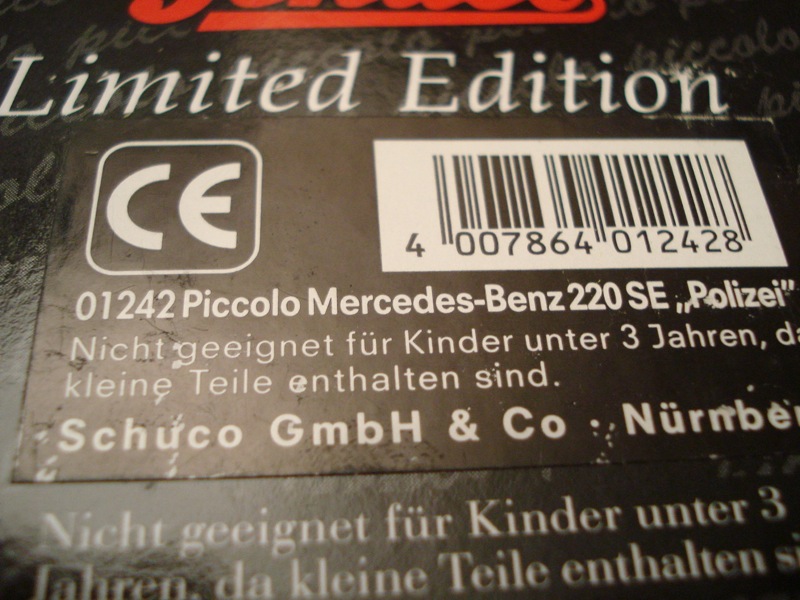 Limited Edition
CE
4 007864 012428
01242 Piccolo Mercedes-Benz 220 SE „Polizei"
Nicht geeignet für Kinder unter 3 Jahren, da
kleine Teile enthalten sind.
Schuco GmbH & Co · Nürnber
Nicht geeignet für Kinder unter 3
Jahren, da kleine Teile enthalten si